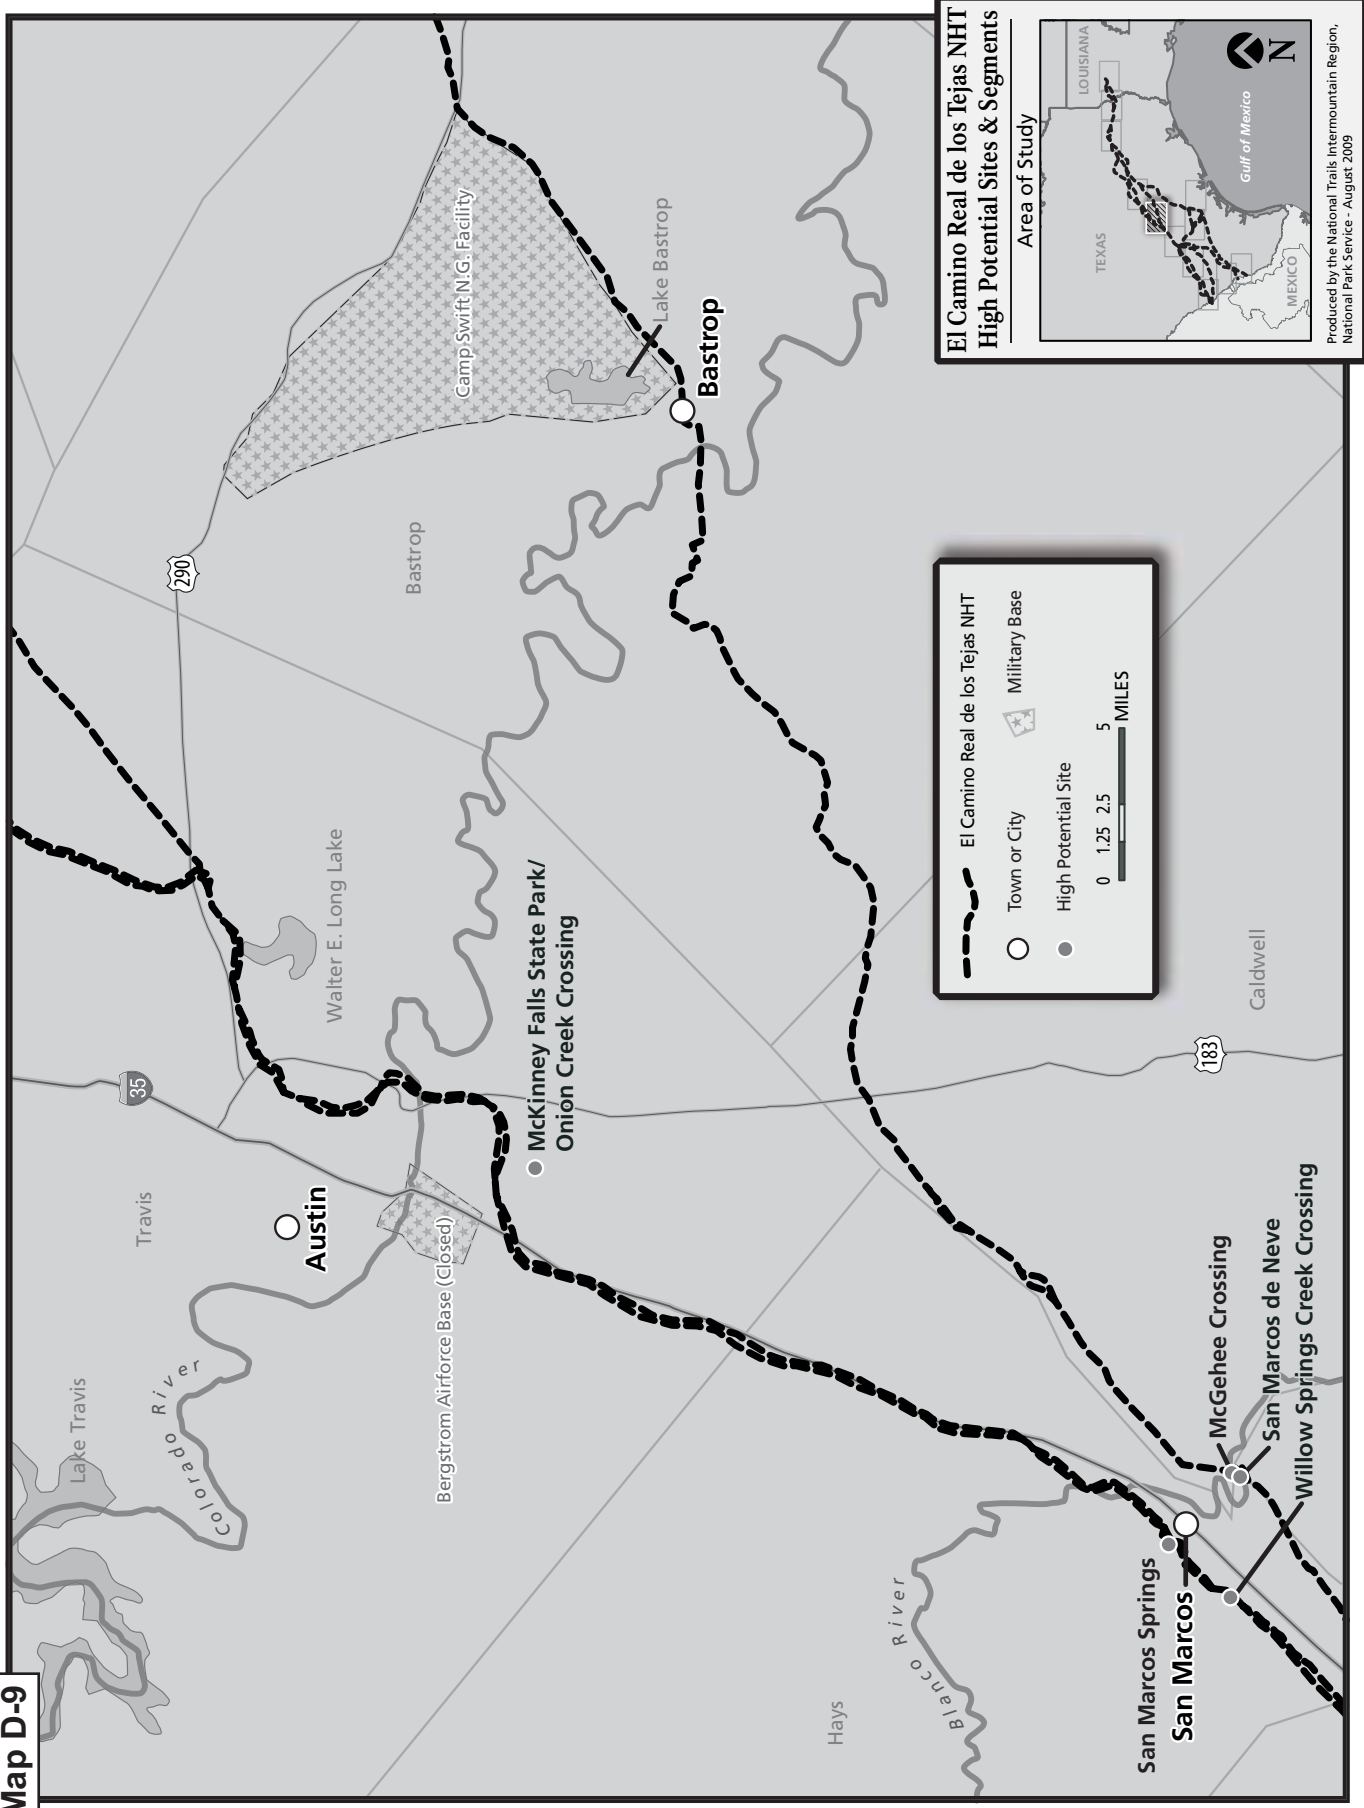 Map D-9
Lake Travis
Colorado River
Travis
35
Austin
290
Walter E. Long Lake
Bergstrom Airforce Base (Closed)
Bastrop
Camp Swift N.G. Facility
McKinney Falls State Park/
Onion Creek Crossing
Lake Bastrop
Bastrop
Hays
Blanco River
San Marcos Springs
San Marcos
McGehee Crossing
San Marcos de Neve
Willow Springs Creek Crossing
183
Caldwell
El Camino Real de los Tejas NHT
Town or City
Military Base
High Potential Site
0 1.25 2.5 5
MILES
El Camino Real de los Tejas NHT
High Potential Sites & Segments
Area of Study
TEXAS
LOUISIANA
MEXICO
Gulf of Mexico
N
Produced by the National Trails Intermountain Region,
National Park Service - August 2009